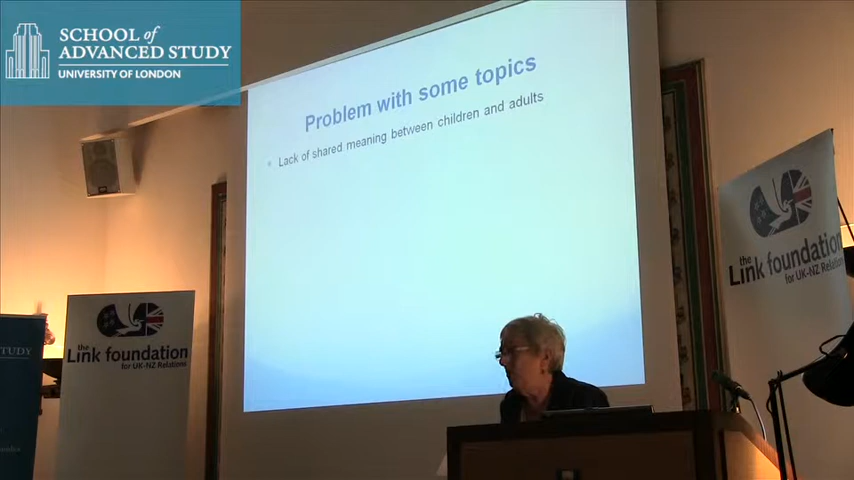 SCHOOL of
ADVANCED STUDY
UNIVERSITY OF LONDON
Problem with some topics
Lack of shared meaning between children and adults
the
Link foundation
for UK-NZ Relations
the
Link foundation
for UK-NZ Relations
STUDY